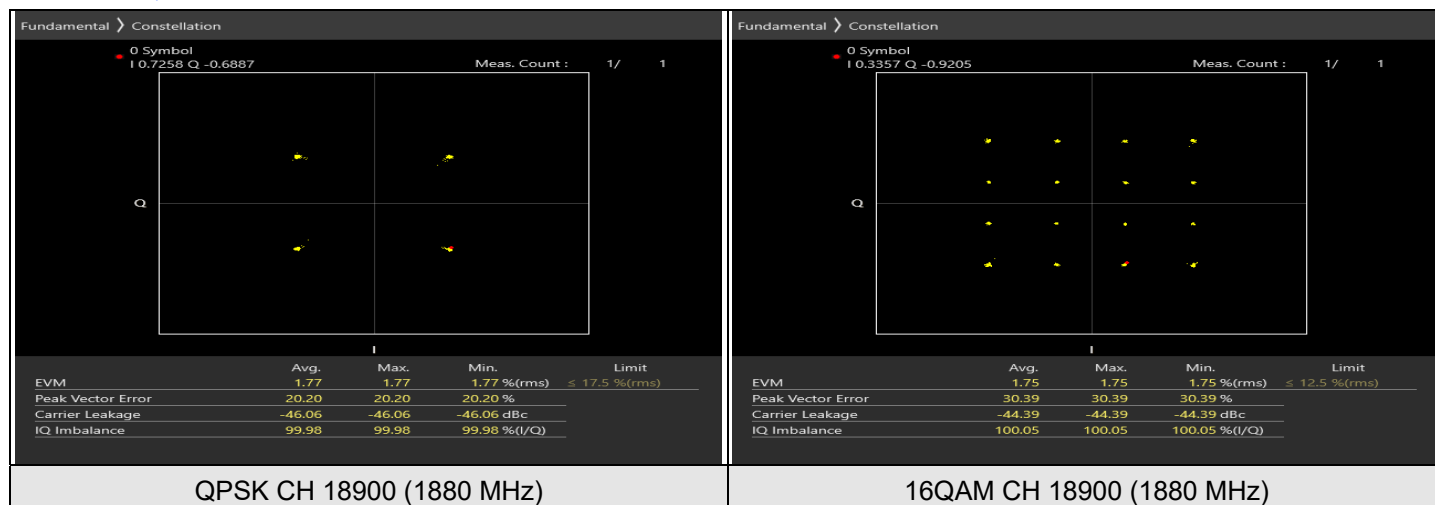 Fundamental ❯ Constellation
0 Symbol
I 0.7258 Q -0.6887 Meas. Count : 1/ 1
Q
I
Avg. Max. Min. Limit
EVM 1.77 1.77 1.77 %(rms) ≤ 17.5 %(rms)
Peak Vector Error 20.20 20.20 20.20 %
Carrier Leakage -46.06 -46.06 -46.06 dBc
IQ Imbalance 99.98 99.98 99.98 %(I/Q)
QPSK CH 18900 (1880 MHz)
Fundamental ❯ Constellation
0 Symbol
I 0.3357 Q -0.9205 Meas. Count : 1/ 1
Q
I
Avg. Max. Min. Limit
EVM 1.75 1.75 1.75 %(rms) ≤ 12.5 %(rms)
Peak Vector Error 30.39 30.39 30.39 %
Carrier Leakage -44.39 -44.39 -44.39 dBc
IQ Imbalance 100.05 100.05 100.05 %(I/Q)
16QAM CH 18900 (1880 MHz)